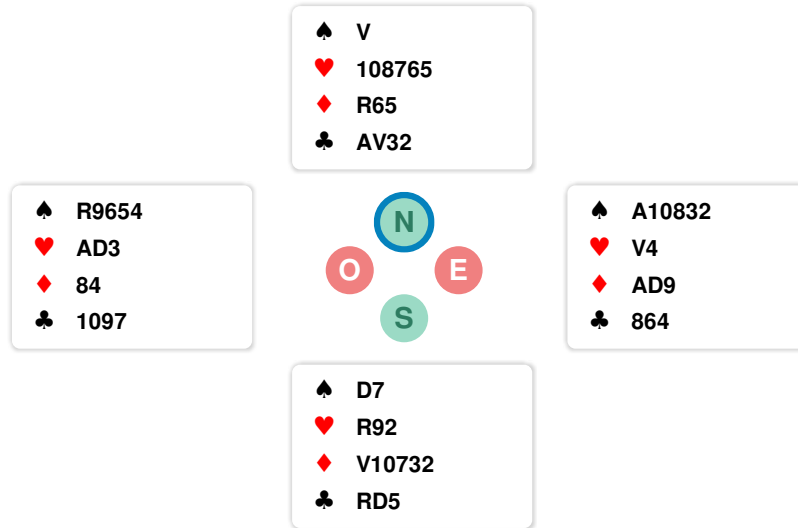 ♠ V
♥ 108765
♦ R65
♣ AV32
♠ R9654
♥ AD3
♦ 84
♣ 1097
N
O E
S
♠ A10832
♥ V4
♦ AD9
♣ 864
♠ D7
♥ R92
♦ V10732
♣ RD5